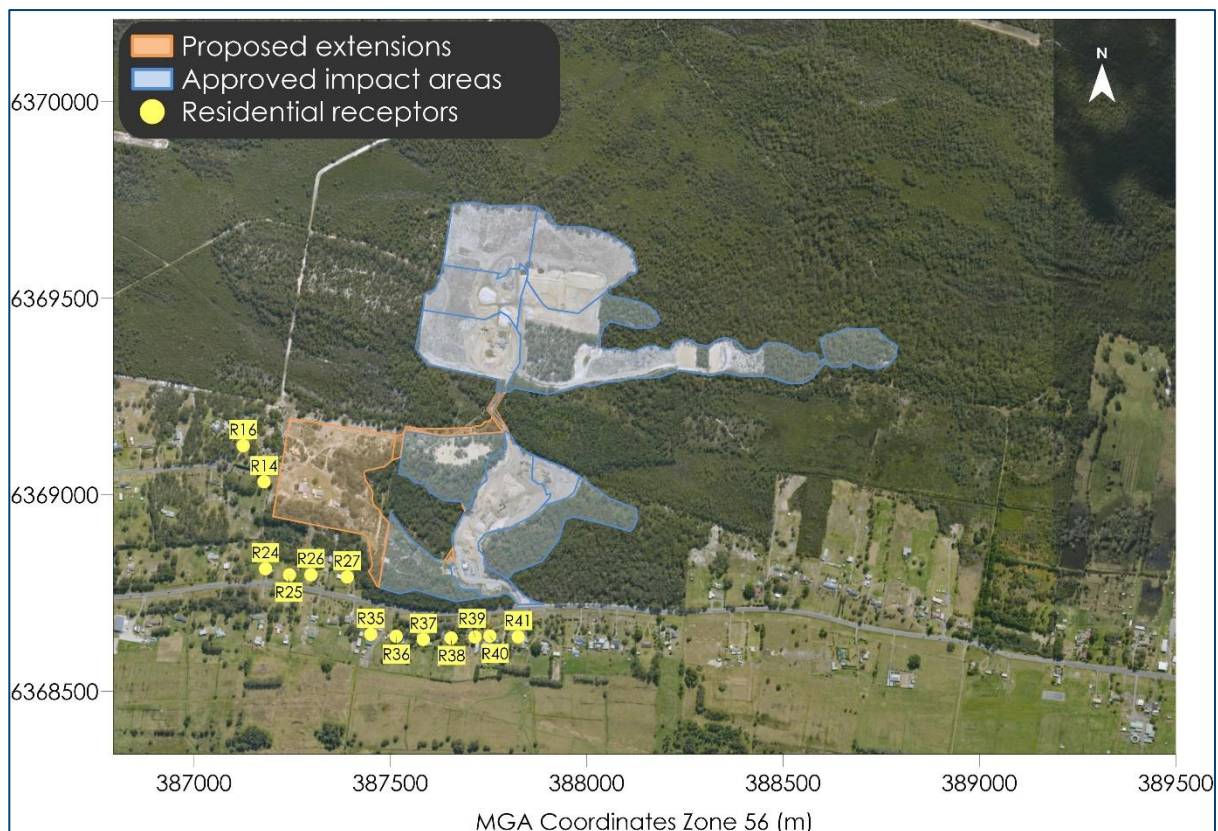 Proposed extensions
Approved impact areas
Residential receptors
N
6370000
6369500
6369000
6368500
R16
R14
R24
R25
R26
R27
R35
R36
R37
R38
R39
R40
R41
387000 387500 388000 388500 389000 389500
MGA Coordinates Zone 56 (m)